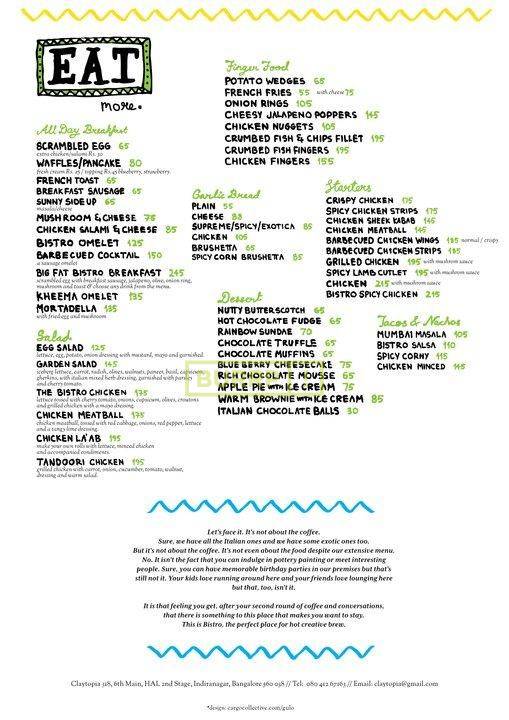 EAT
more.
All Day Breakfast
SCRAMBLED EGG 65
extra chicken/salami Rs. 30
WAFFLES/PANCAKE 80
fresh cream Rs. 25 / topping Rs.45 blueberry, strawberry.
FRENCH TOAST 65
BREAKFAST SAUSAGE 65
SUNNY SIDE UP 65
masala/cheese
MUSHROOM & CHEESE 75
CHICKEN SALAMI & CHEESE 85
BISTRO OMELET 125
BARBECUED COCKTAIL 150
a sausage omelet
BIG FAT BISTRO BREAKFAST 245
scrambled egg with breakfast sausage, jalapeno, olive, onion ring,
mushroom and toast & choose any drink from the menu.
KHEEMA OMELET 135
MORTADELLA 135
with fried egg and mushroom
Salad
EGG SALAD 125
lettuce, egg, potato, onion dressing with mustard, mayo and garnished.
GARDEN SALAD 145
iceberg lettuce, carrot, radish, olives, walnuts, paneer, basil, capsicum,
gherkins, with italian mixed herb dressing, garnished with parsley
and cherry tomato.
THE BISTRO CHICKEN 175
lettuce tossed with cherry tomato, onions, capsicum, olives, croutons
and grilled chicken with a mayo dressing.
CHICKEN MEATBALL 175
chicken meatball, tossed with red cabbage, onions, red pepper, lettuce
and a tangy lime dressing.
CHICKEN LA'AB 195
make your own rolls with lettuce, minced chicken
and accompanied condiments.
TANDOORI CHICKEN 195
grilled chicken with carrot, onion, cucumber, tomato, walnut,
dressing and warm salad.
Finger Food
POTATO WEDGES 65
FRENCH FRIES 55 with cheese 75
ONION RINGS 105
CHEESY JALAPENO POPPERS 145
CHICKEN NUGGETS 105
CRUMBED FISH & CHIPS FILLET 195
CRUMBED FISH FINGERS 195
CHICKEN FINGERS 155
Garlic Bread
PLAIN 55
CHEESE 88
SUPREME/SPICY/EXOTICA 85
CHICKEN 105
BRUSHETTA 65
SPICY CORN BRUSHETTA 85
Starters
CRISPY CHICKEN 175
SPICY CHICKEN STRIPS 175
CHICKEN SHEEK KABAB 145
CHICKEN MEATBALL 145
BARBECUED CHICKEN WINGS 185 normal / crispy
BARBECUED CHICKEN STRIPS 185
GRILLED CHICKEN 195 with mushroom sauce
SPICY LAMB CUTLET 195 with mushroom sauce
CHICKEN 215 with mushroom sauce
BISTRO SPICY CHICKEN 215
Dessert
NUTTY BUTTERSCOTCH 65
HOT CHOCOLATE FUDGE 65
RAINBOW SUNDAE 70
CHOCOLATE TRUFFLE 65
CHOCOLATE MUFFINS 65
BLUE BERRY CHEESECAKE 75
RICH CHOCOLATE MOUSSE 65
APPLE PIE WITH ICE CREAM 75
WARM BROWNIE WITH ICE CREAM 85
ITALIAN CHOCOLATE BALLS 30
Tacos & Nachos
MUMBAI MASALA 105
BISTRO SALSA 110
SPICY CORNY 115
CHICKEN MINCED 145
Let's face it. It's not about the coffee.
Sure, we have all the Italian ones and we have some exotic ones too.
But it's not about the coffee. It's not even about the food despite our extensive menu.
No. It isn't the fact that you can indulge in pottery painting or meet interesting
people. Sure, you can have memorable birthday parties in our premises but that's
still not it. Your kids love running around here and your friends love lounging here
but that, too, isn't it.
It is that feeling you get, after your second round of coffee and conversations,
that there is something to this place that makes you want to stay.
This is Bistro, the perfect place for hot creative brew.
Claytopia 518, 6th Main, HAL 2nd Stage, Indiranagar, Bangalore 560 038 // Tel: 080 412 67263 // Email: claytopia@gmail.com
*design: cargocollective.com/gulo